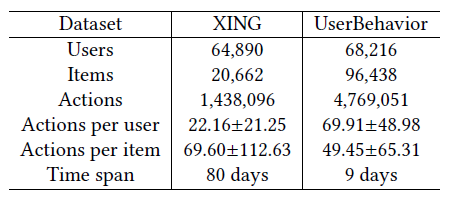 Dataset XING UserBehavior
Users 64,890 68,216
Items 20,662 96,438
Actions 1,438,096 4,769,051
Actions per user 22.16±21.25 69.91±48.98
Actions per item 69.60±112.63 49.45±65.31
Time span 80 days 9 days